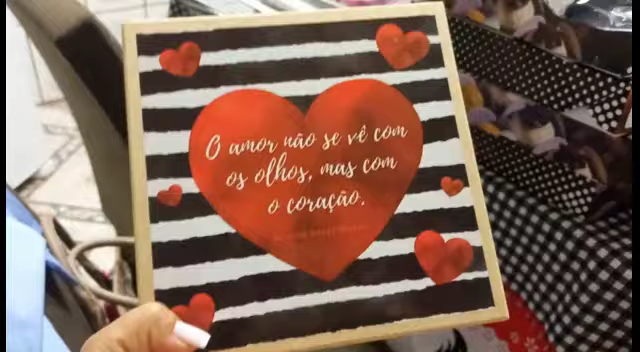 O amor não se vê com
os olhos, mas com
o coração.